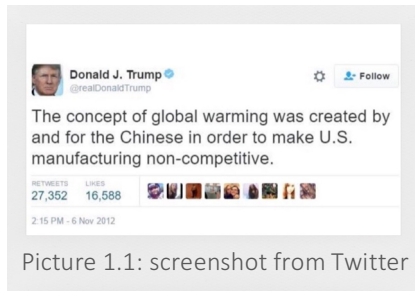 Donald J. Trump
@realDonaldTrump
Follow
The concept of global warming was created by
and for the Chinese in order to make U.S.
manufacturing non-competitive.
RETWEETS LIKES
27,352 16,588
2:15 PM - 6 Nov 2012
Picture 1.1: screenshot from Twitter